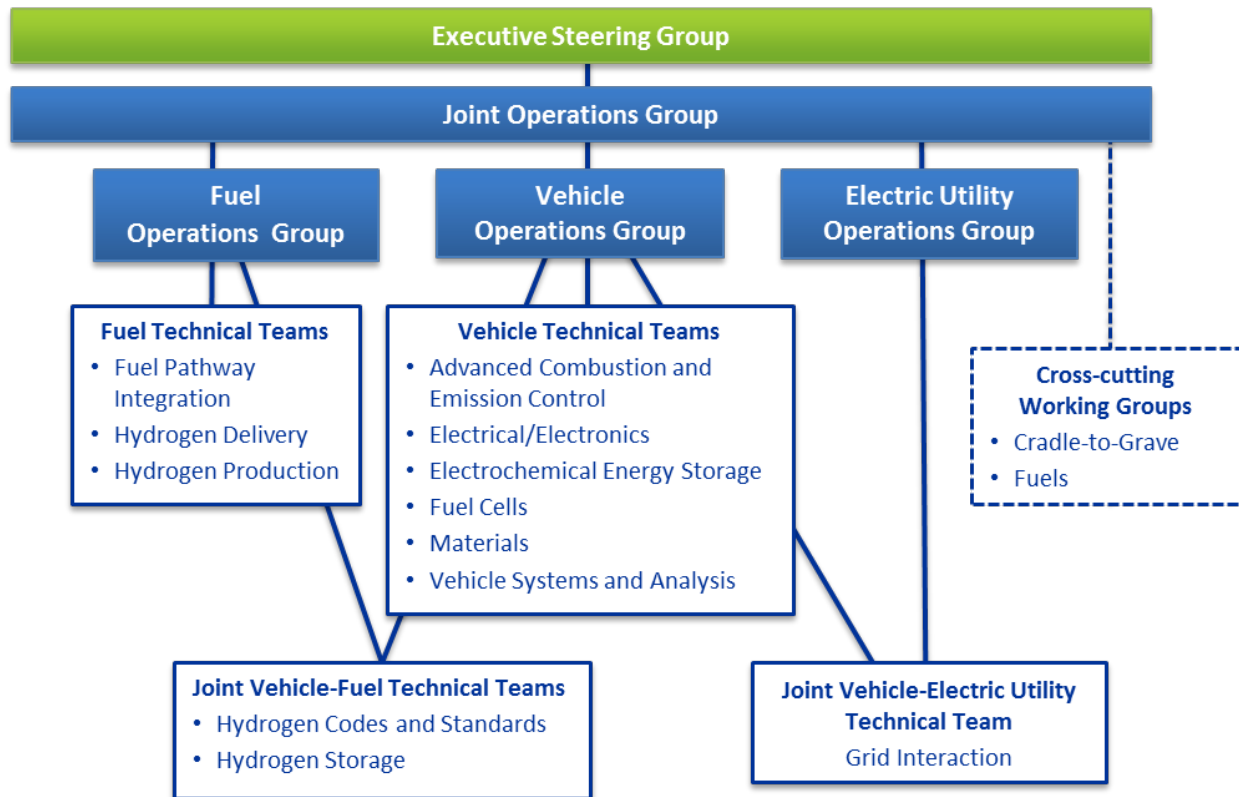 Executive Steering Group
Joint Operations Group
Fuel
Operations Group
Vehicle
Operations Group
Electric Utility
Operations Group
Fuel Technical Teams
• Fuel Pathway
Integration
• Hydrogen Delivery
• Hydrogen Production
Vehicle Technical Teams
• Advanced Combustion and
Emission Control
• Electrical/Electronics
• Electrochemical Energy Storage
• Fuel Cells
• Materials
• Vehicle Systems and Analysis
Cross-cutting
Working Groups
• Cradle-to-Grave
• Fuels
Joint Vehicle-Fuel Technical Teams
• Hydrogen Codes and Standards
• Hydrogen Storage
Joint Vehicle-Electric Utility
Technical Team
Grid Interaction